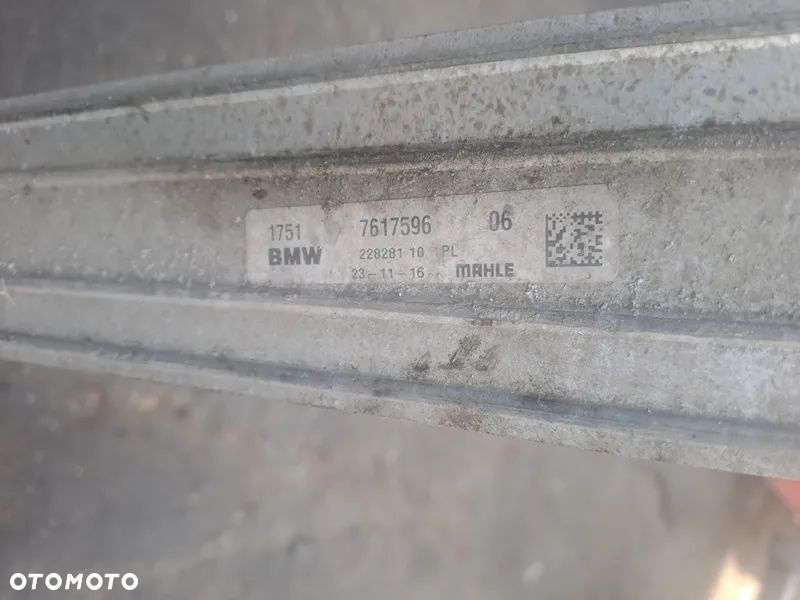 1751 7617596 06
BMW 228281 10 PL
23-11-16 MAHLE
OTOMOTO